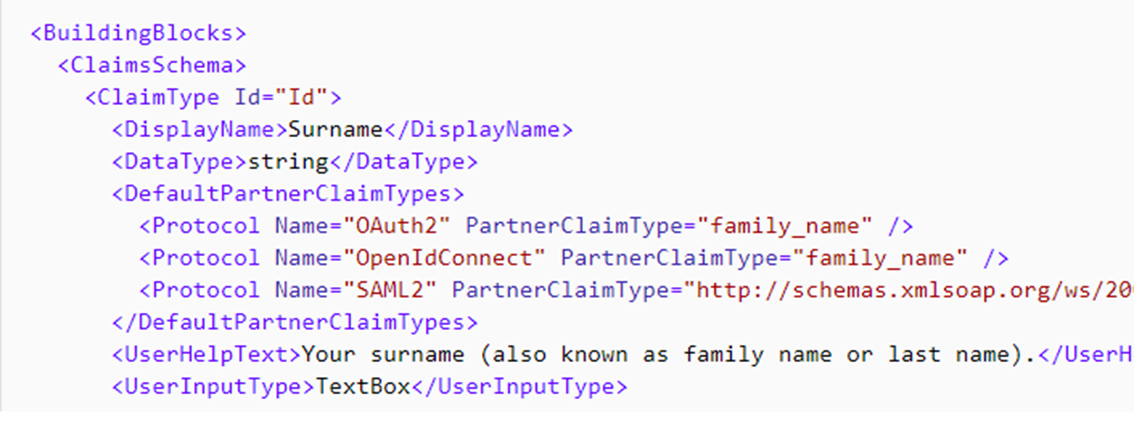 <BuildingBlocks>
<ClaimsSchema>
<ClaimType Id="Id">
<DisplayName>Surname</DisplayName>
<DataType>string</DataType>
<DefaultPartnerClaimTypes>
<Protocol Name="OAuth2" PartnerClaimType="family_name" />
<Protocol Name="OpenIdConnect" PartnerClaimType="family_name" />
<Protocol Name="SAML2" PartnerClaimType="http://schemas.xmlsoap.org/ws/20
</DefaultPartnerClaimTypes>
<UserHelpText>Your surname (also known as family name or last name).</UserH
<UserInputType>TextBox</UserInputType>